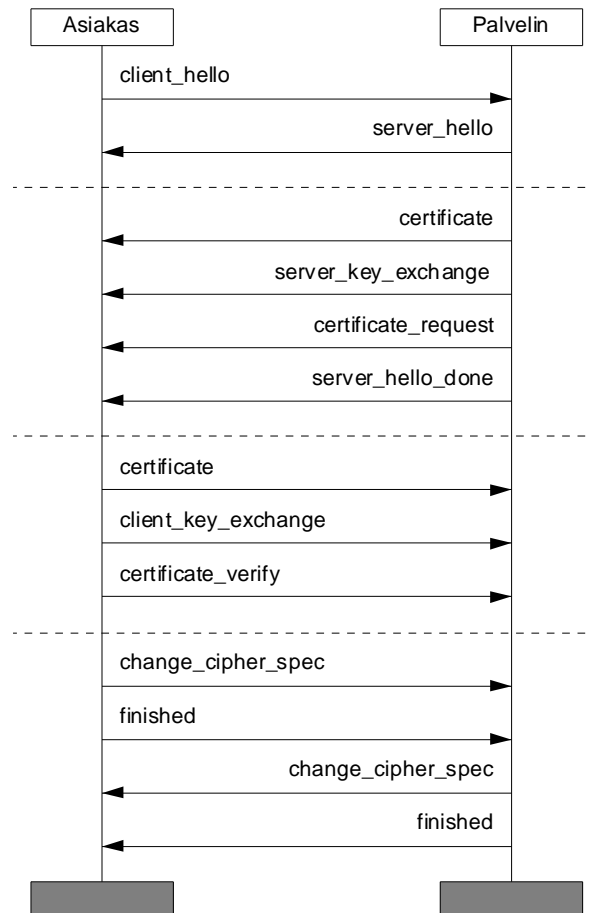 Asiakas
Palvelin
client_hello
server_hello
certificate
server_key_exchange
certificate_request
server_hello_done
certificate
client_key_exchange
certificate_verify
change_cipher_spec
finished
change_cipher_spec
finished